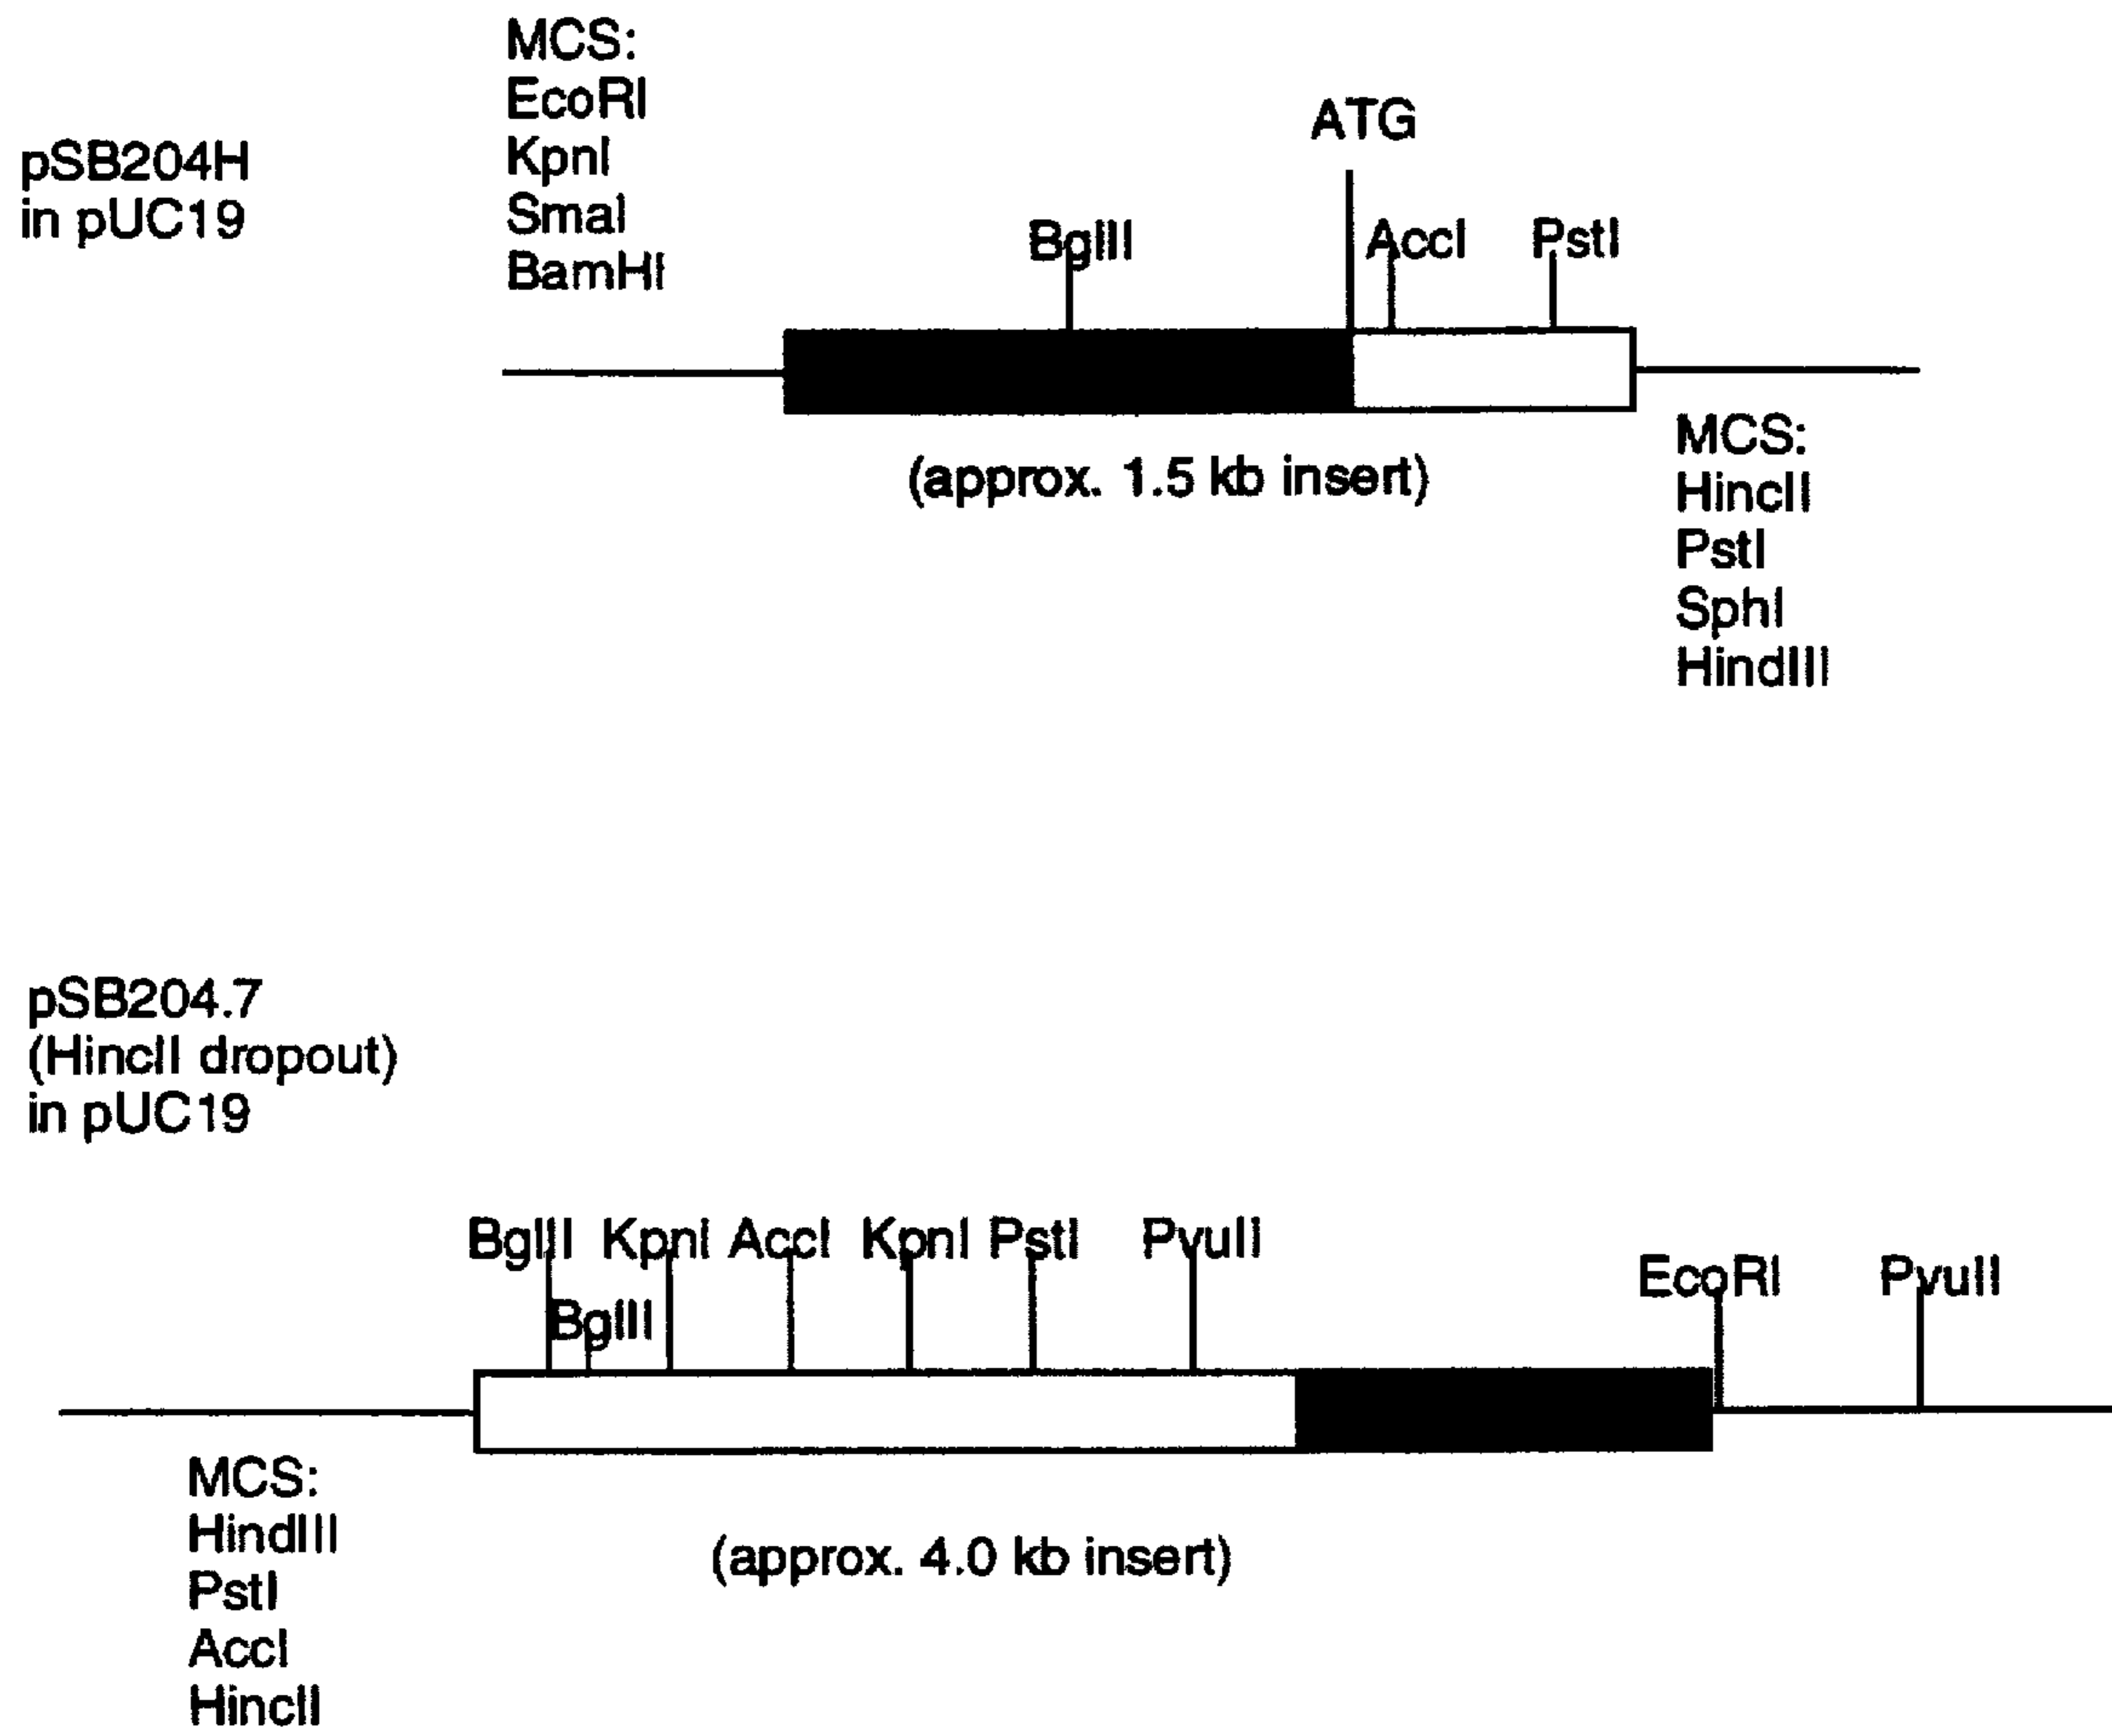 MCS:
EcoRI
KpnI
SmaI
BamHI
pSB204H
in pUC19
ATG
BglII
AccI
PstI
(approx. 1.5 kb insert)
MCS:
HincII
PstI
SphI
HindIII
pSB204.7
(HincII dropout)
in pUC19
BglII KpnI AccI KpnI PstI PvuII
BglII
EcoRI
PvuII
MCS:
HindIII
PstI
AccI
HincII
(approx. 4.0 kb insert)